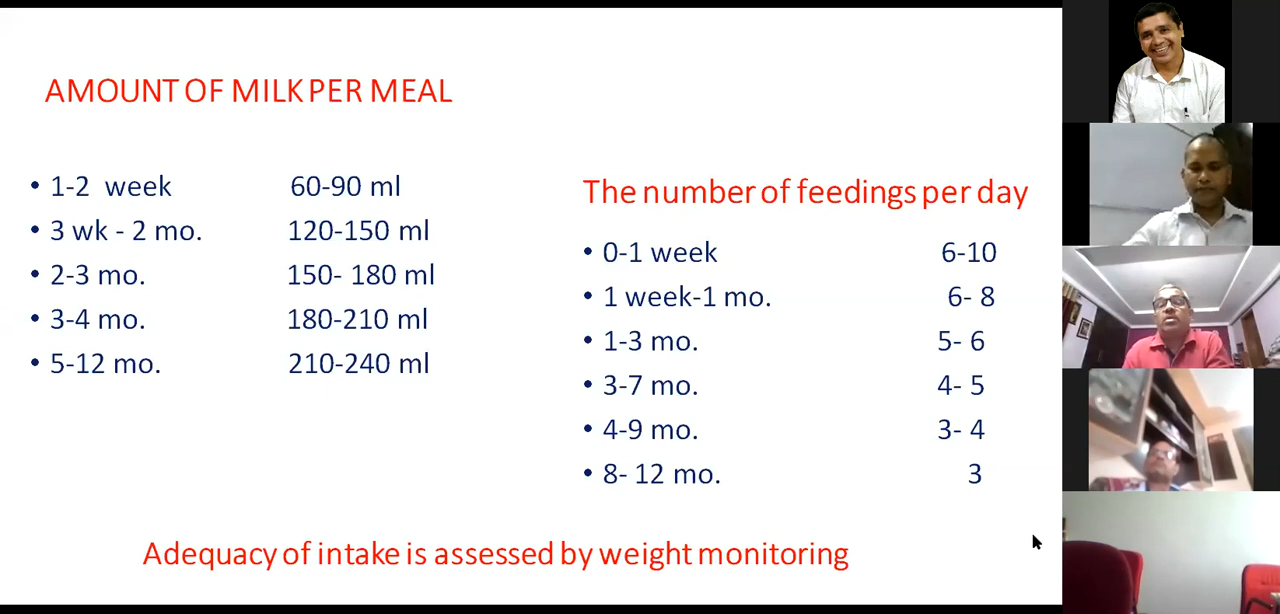 AMOUNT OF MILK PER MEAL
• 1-2 week 60-90 ml
• 3 wk - 2 mo. 120-150 ml
• 2-3 mo. 150- 180 ml
• 3-4 mo. 180-210 ml
• 5-12 mo. 210-240 ml
The number of feedings per day
• 0-1 week 6-10
• 1 week-1 mo. 6- 8
• 1-3 mo. 5- 6
• 3-7 mo. 4- 5
• 4-9 mo. 3- 4
• 8- 12 mo. 3
Adequacy of intake is assessed by weight monitoring